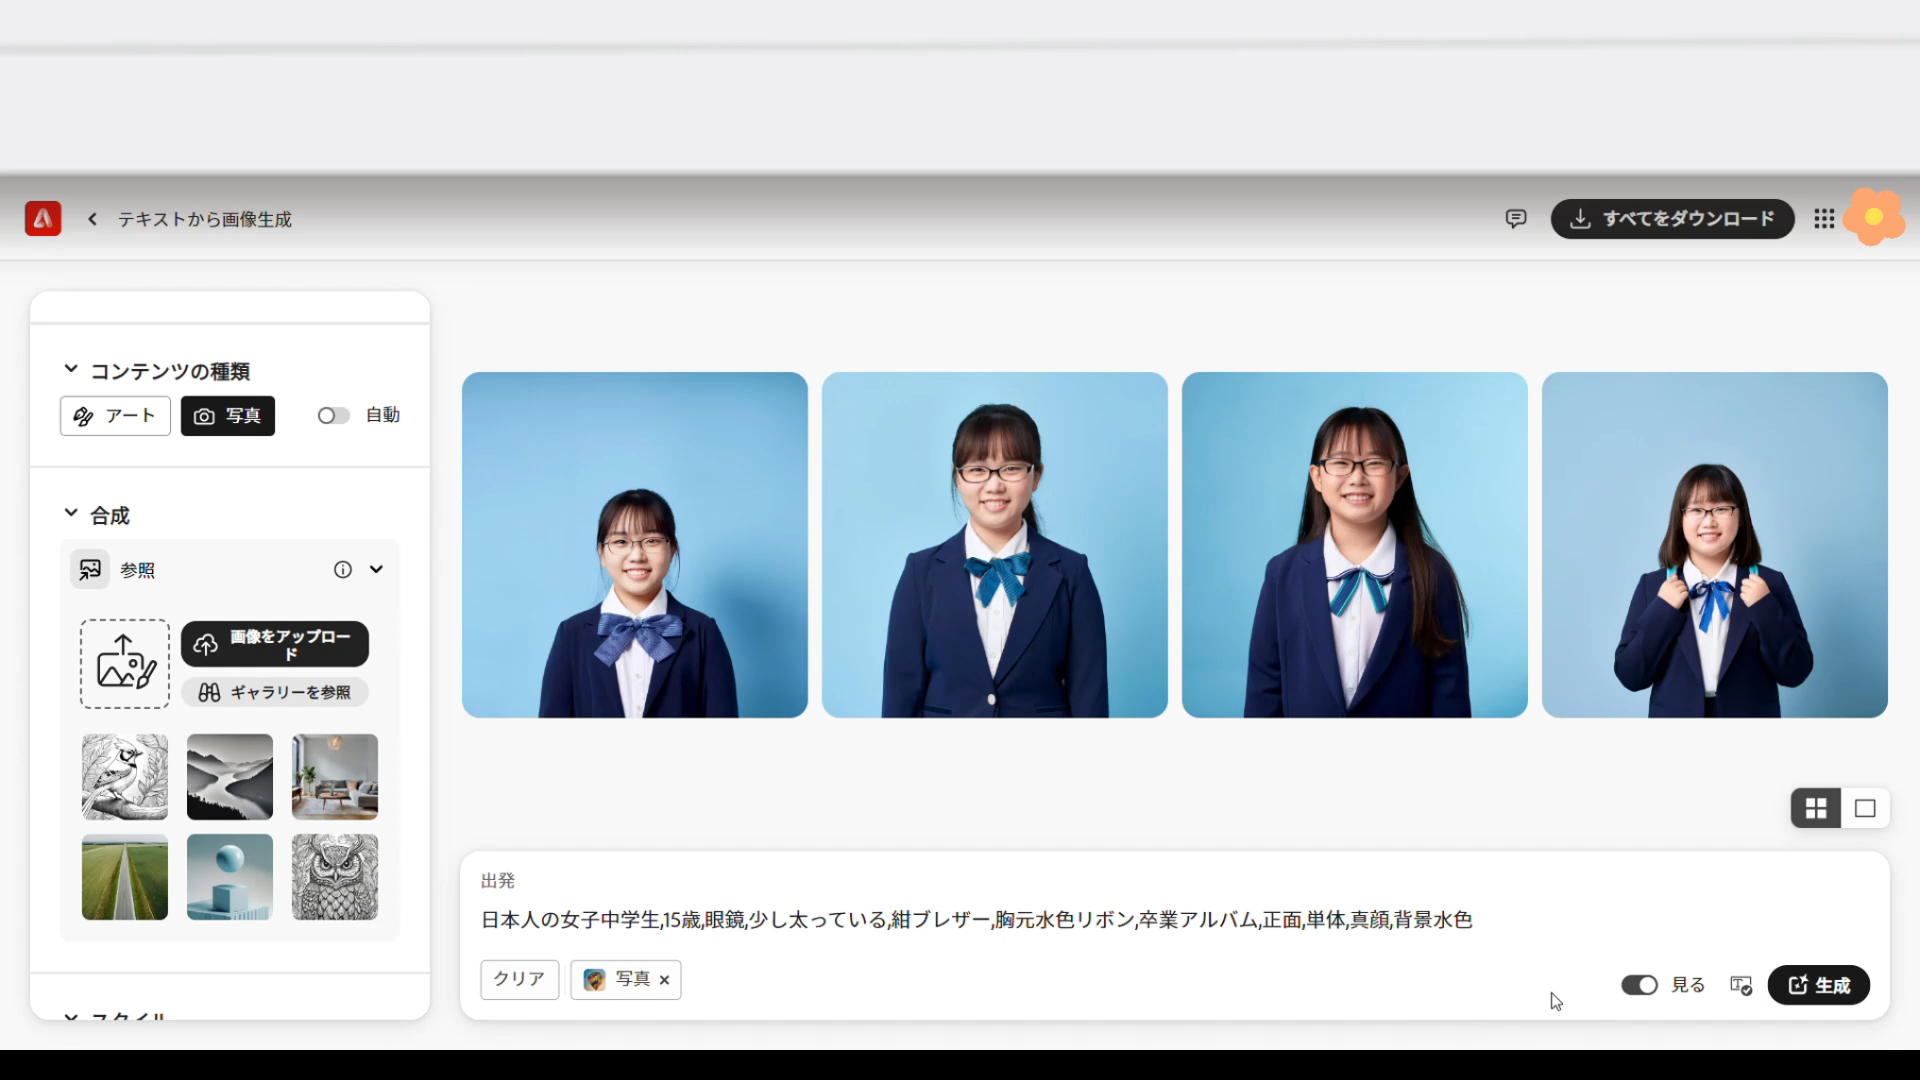 テキストから画像生成
すべてをダウンロード
コンテンツの種類
アート
写真
自動
合成
参照
画像をアップロー
ド
ギャラリーを参照
スタイル
出発
日本人の女子中学生,15歳,眼鏡,少し太っている,紺ブレザー,胸元水色リボン,卒業アルバム,正面,単体,真顔,背景水色
クリア
写真
見る
生成